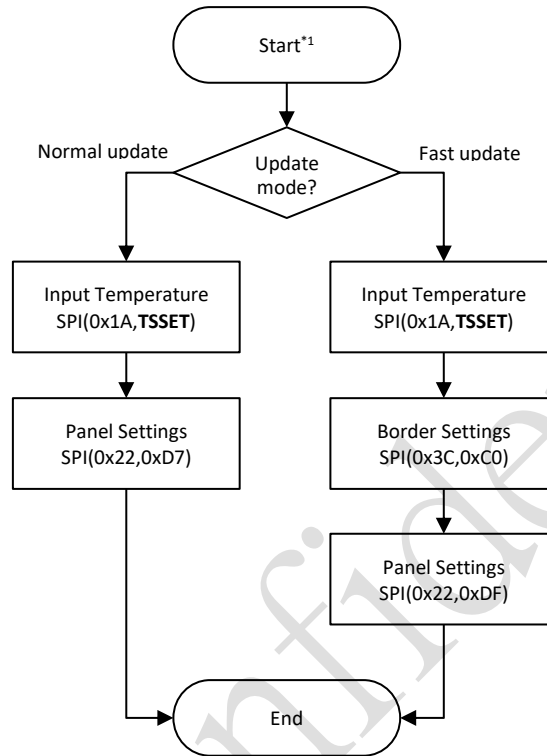 Start*1
Normal update
Update
mode?
Fast update
Input Temperature
SPI(0x1A,TSSET)
Input Temperature
SPI(0x1A,TSSET)
Panel Settings
SPI(0x22,0xD7)
Border Settings
SPI(0x3C,0xC0)
Panel Settings
SPI(0x22,0xDF)
End